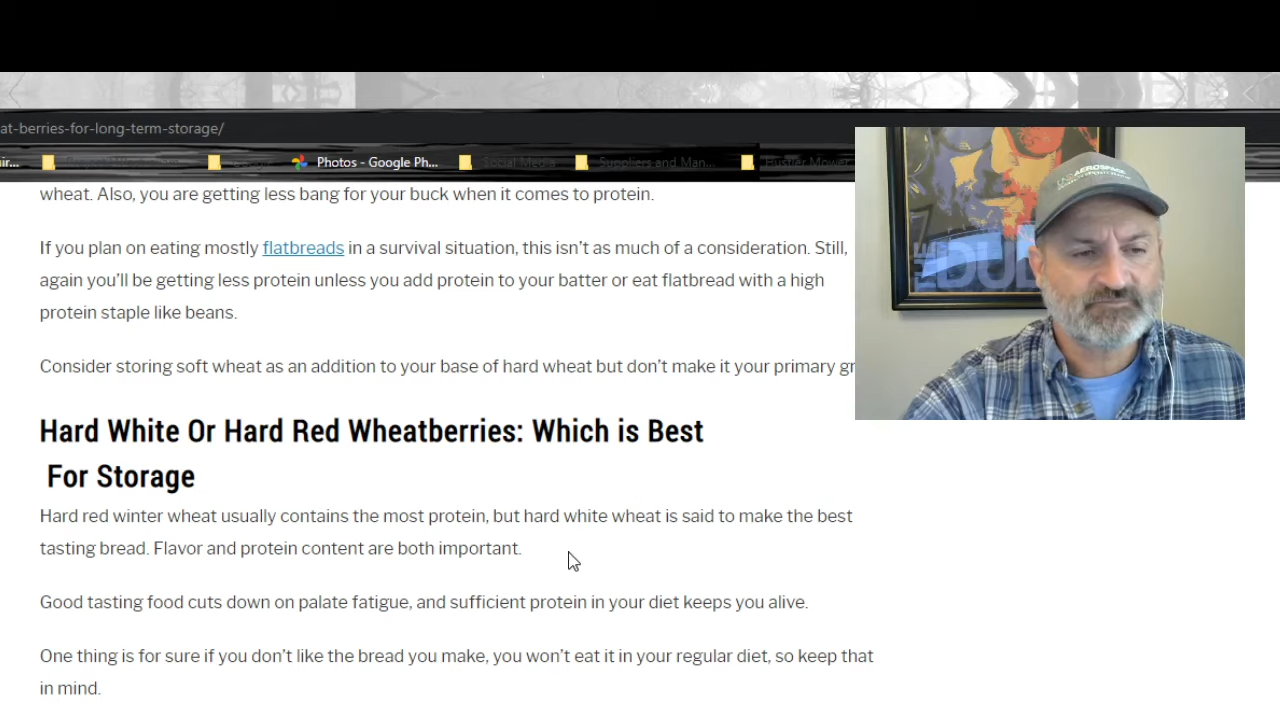 at-berries-for-long-term-storage/
ir...
Photos - Google Ph...
Social Media
Suppliers and Man...
Hustler Mower
AEROSPACE
THE DUDE
wheat. Also, you are getting less bang for your buck when it comes to protein.
If you plan on eating mostly flatbreads in a survival situation, this isn't as much of a consideration. Still,
again you'll be getting less protein unless you add protein to your batter or eat flatbread with a high
protein staple like beans.
Consider storing soft wheat as an addition to your base of hard wheat but don't make it your primary gr
Hard White Or Hard Red Wheatberries: Which is Best
For Storage
Hard red winter wheat usually contains the most protein, but hard white wheat is said to make the best
tasting bread. Flavor and protein content are both important.
Good tasting food cuts down on palate fatigue, and sufficient protein in your diet keeps you alive.
One thing is for sure if you don't like the bread you make, you won't eat it in your regular diet, so keep that
in mind.